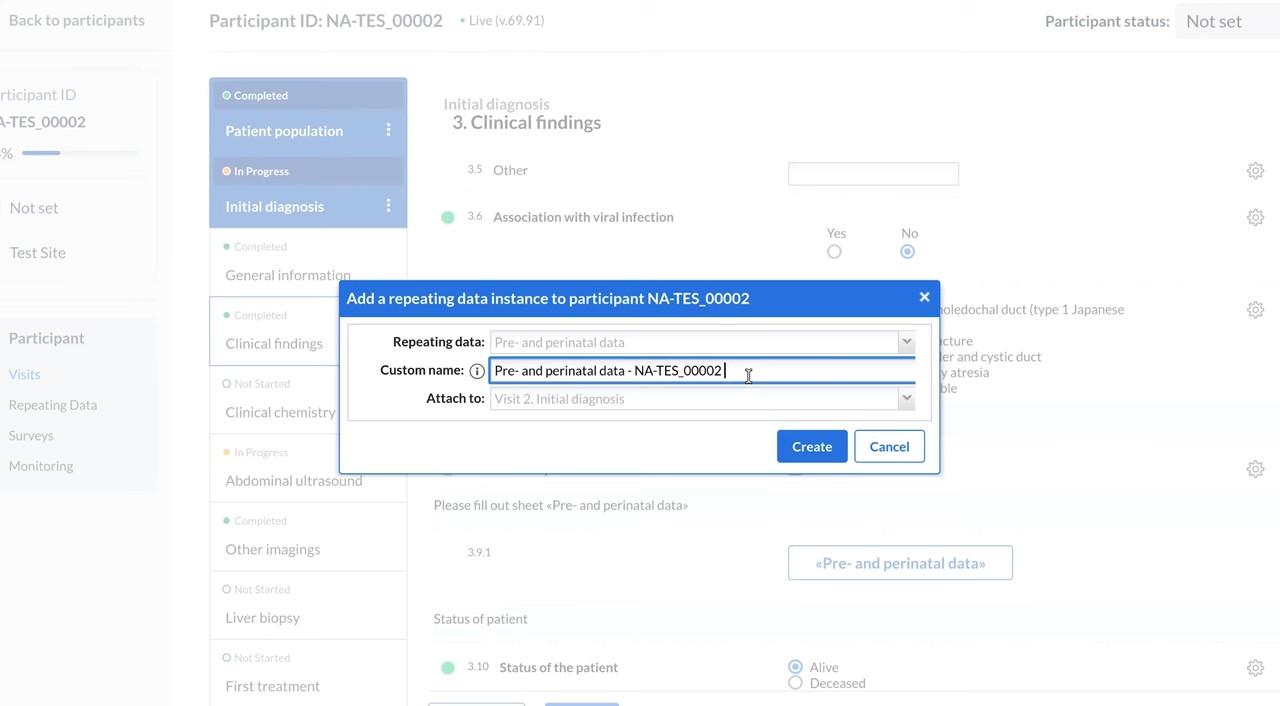 Back to participants
Participant ID: NA-TES_00002
Live (v.69.91)
Participant status:
Not set
rticipant ID
A-TES_00002
%
Not set
Test Site
Participant
Visits
Repeating Data
Surveys
Monitoring
Completed
Patient population
In Progress
Initial diagnosis
Completed
General information
Completed
Clinical findings
Not Started
Clinical chemistry
In Progress
Abdominal ultrasound
Completed
Other imagings
Not Started
Liver biopsy
Not Started
First treatment
Initial diagnosis
3. Clinical findings
3.5 Other
3.6 Association with viral infection
Yes No
oledochal duct (type 1 Japanese
cture
er and cystic duct
y atresia
ble
Add a repeating data instance to participant NA-TES_00002
Repeating data: Pre- and perinatal data
Custom name: Pre- and perinatal data - NA-TES_00002
Attach to: Visit 2. Initial diagnosis
Create Cancel
Please fill out sheet «Pre- and perinatal data»
3.9.1 «Pre- and perinatal data»
Status of patient
3.10 Status of the patient
Alive
Deceased